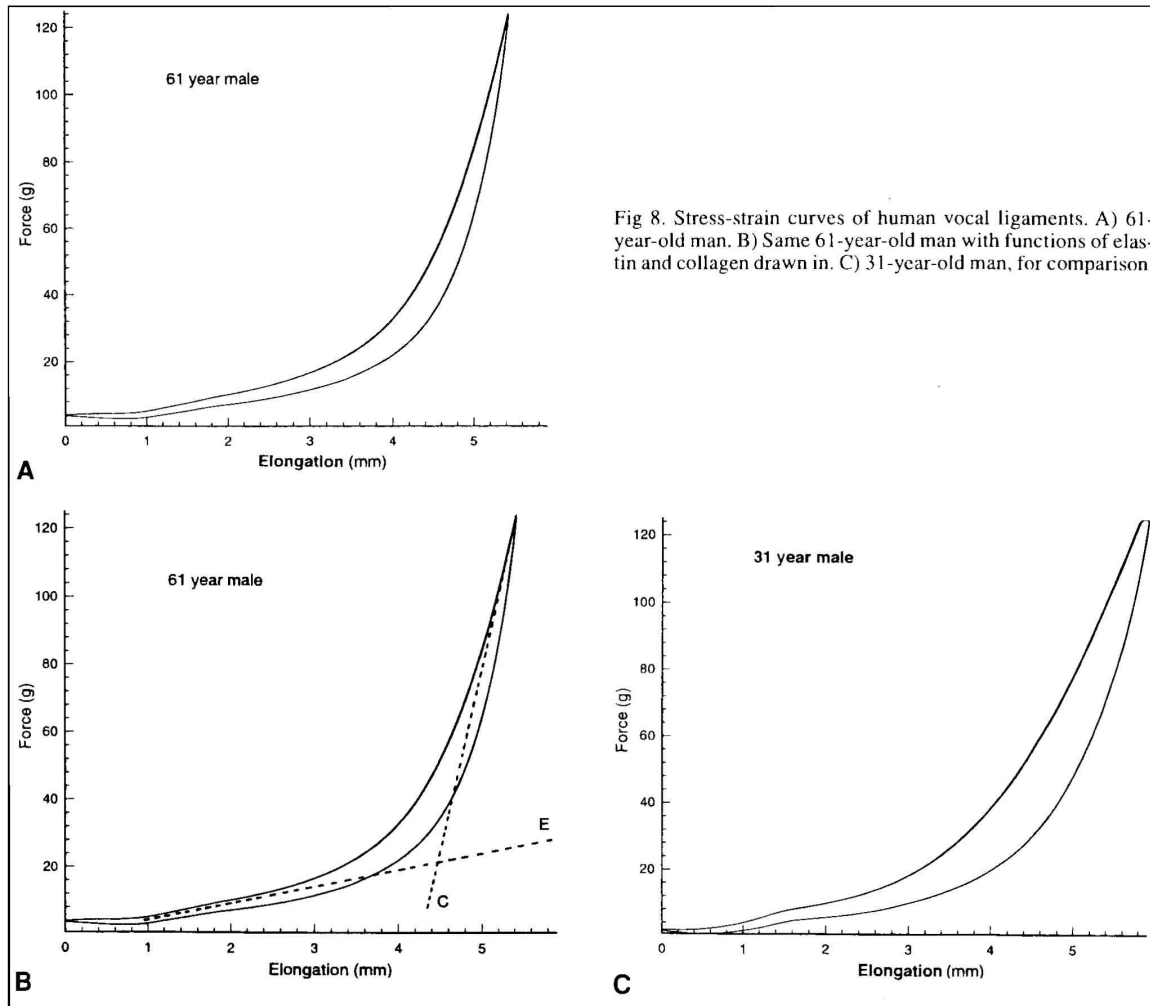 120
100
80
60
40
20
Force (g)
61 year male
0 1 2 3 4 5
Elongation (mm)
A
Fig 8. Stress-strain curves of human vocal ligaments. A) 61-
year-old man. B) Same 61-year-old man with functions of elas-
tin and collagen drawn in. C) 31-year-old man, for comparison.
120
100
80
60
40
20
Force (g)
61 year male
E
C
0 1 2 3 4 5
Elongation (mm)
B
120
100
80
60
40
20
Force (g)
31 year male
0 1 2 3 4 5
Elongation (mm)
C